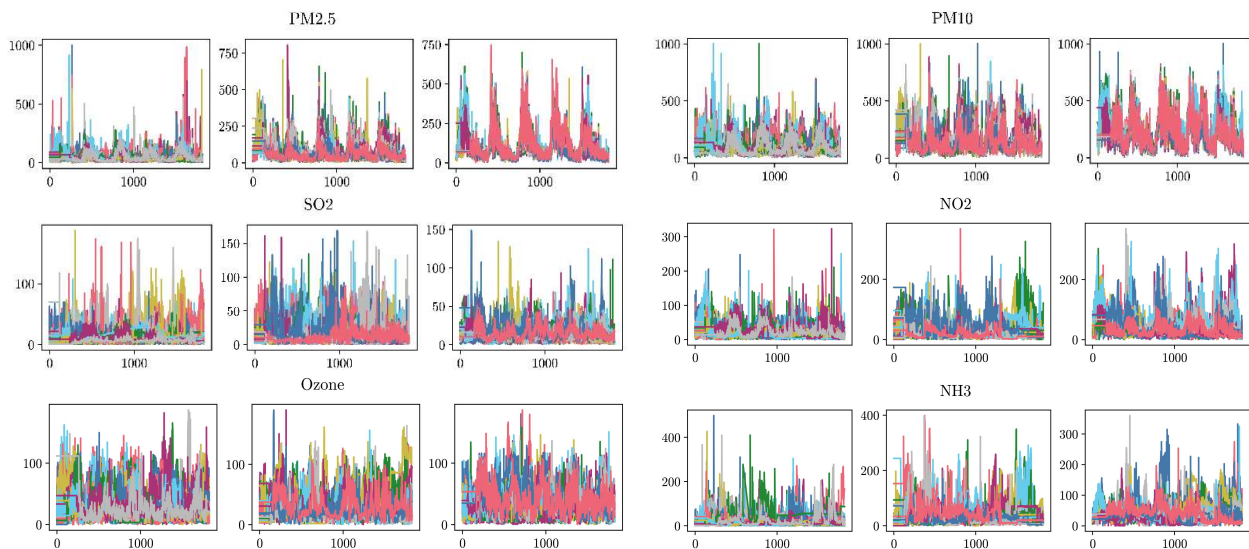 PM2.5 PM10
1000 750 750 1000 1000 1000
500 500 500 500 500 500
250 250
0 0 0 0 0 0
0 1000 0 1000 0 1000 0 1000 0 1000 0 1000
SO2 NO2
100 150 100 50 0 150 100 50 0 300 200 100 0 200 200
0 0 0
0 1000 0 1000 0 1000 0 1000 0 1000 0 1000
Ozone NH3
100 100 100 400 200 0 400 300 200 100 0 300 200 100 0
0 0 0
0 1000 0 1000 0 1000 0 1000 0 1000 0 1000